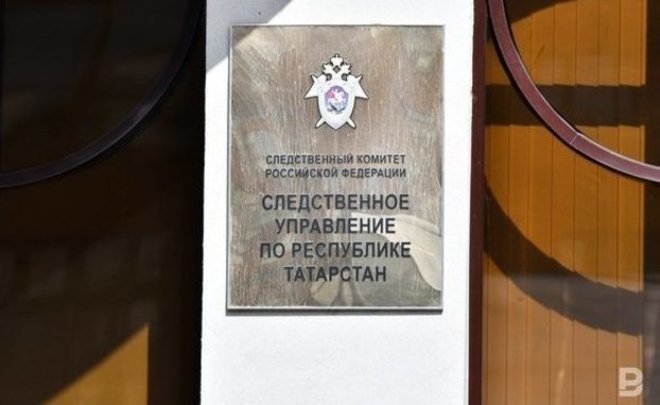 СЛЕДСТВЕННЫЙ КОМИТЕТ
РОССИЙСКОЙ ФЕДЕРАЦИИ
СЛЕДСТВЕННОЕ
УПРАВЛЕНИЕ
ПО РЕСПУБЛИКЕ
ТАТАРСТАН